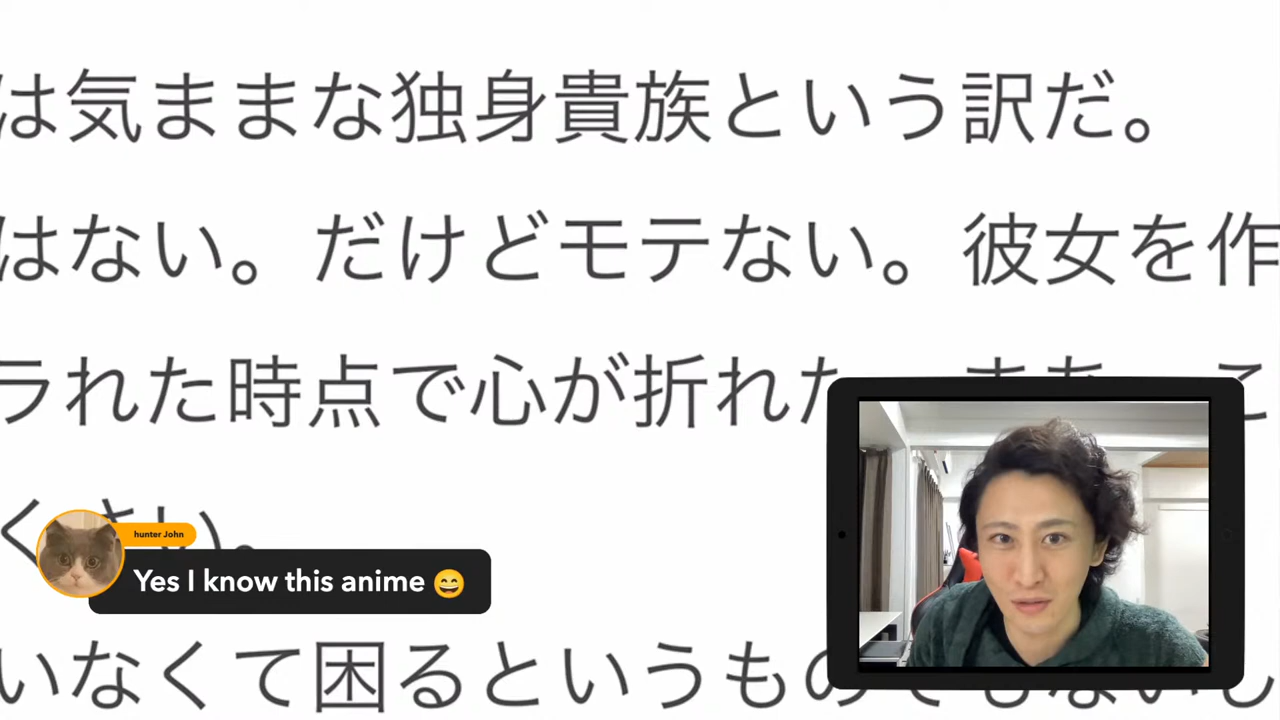 は気ままな独身貴族という訳だ。
はない。だけどモテない。彼女を作
ラれた時点で心が折れた
hunter John
Yes I know this anime 😄
いなくて困るというもの